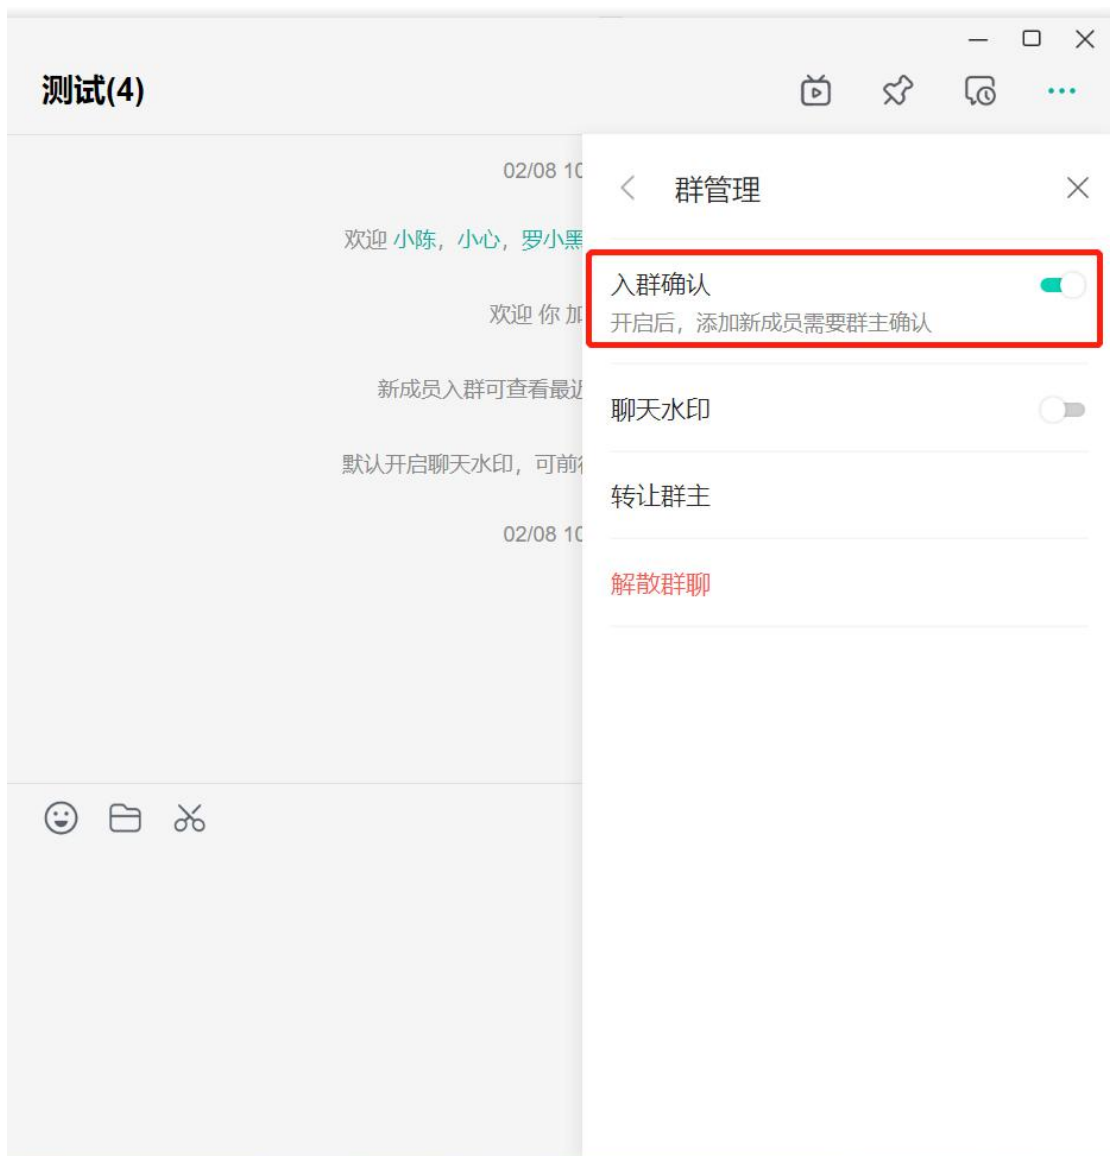 测试(4)
02/08 10
欢迎 小陈，小心，罗小黑
欢迎 你 加
新成员入群可查看最近
默认开启聊天水印，可前往
02/08 10
群管理
入群确认
开启后，添加新成员需要群主确认
聊天水印
转让群主
解散群聊